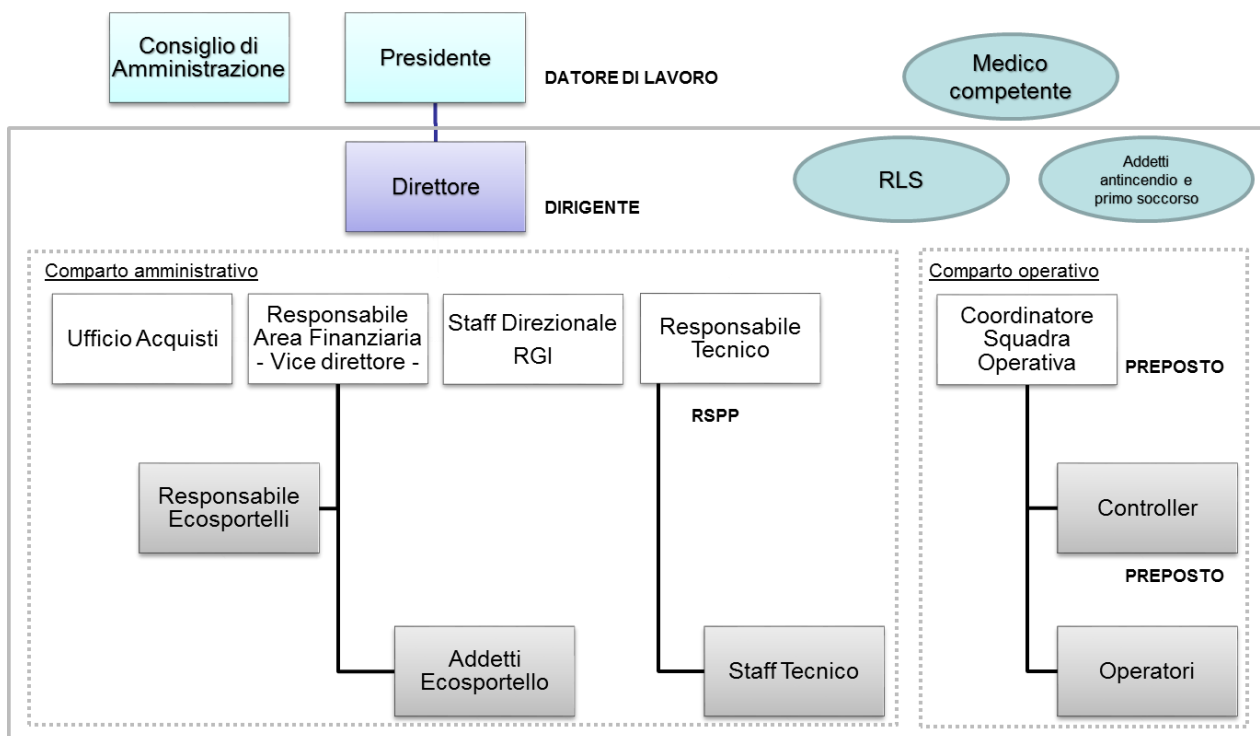 Consiglio di
Amministrazione
Presidente
DATORE DI LAVORO
Medico
competente
Direttore
DIRIGENTE
RLS
Addetti
antincendio e
primo soccorso
Comparto amministrativo
Ufficio Acquisti
Responsabile
Area Finanziaria
- Vice direttore -
Staff Direzionale
RGI
Responsabile
Tecnico
RSPP
Responsabile
Ecosportelli
Addetti
Ecosportello
Staff Tecnico
Comparto operativo
Coordinatore
Squadra
Operativa
PREPOSTO
Controller
PREPOSTO
Operatori